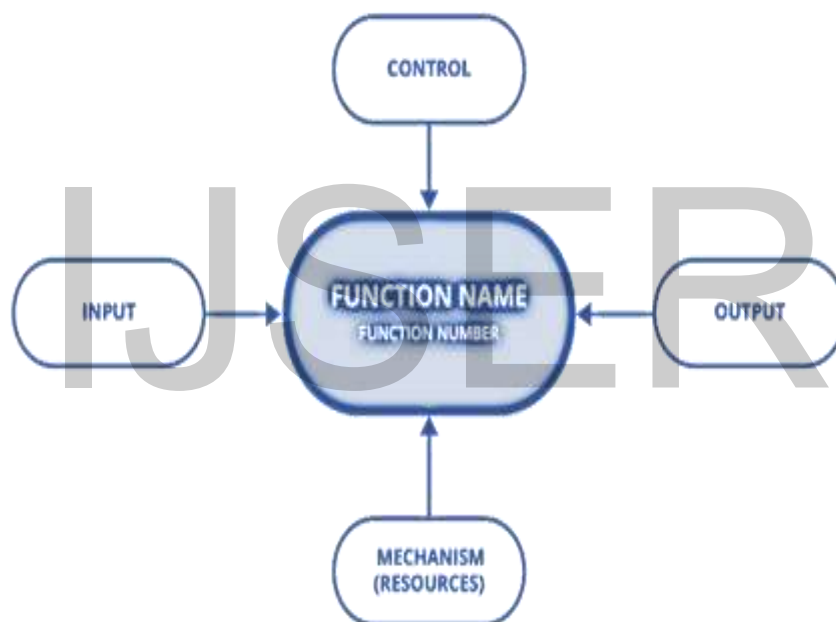 CONTROL
IJSER
INPUT
FUNCTION NAME
FUNCTION NUMBER
OUTPUT
MECHANISM
(RESOURCES)